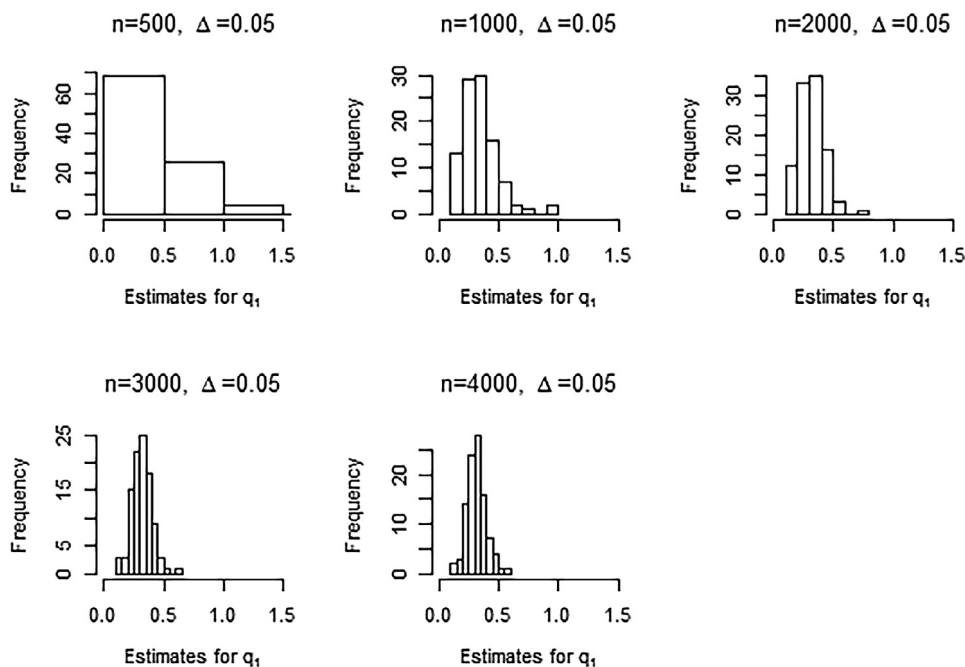 n=500, Δ=0.05
n=1000, Δ=0.05
n=2000, Δ=0.05
Frequency
0 20 40 60
0.0 0.5 1.0 1.5
Estimates for q₁
Frequency
0 10 20 30
0.0 0.5 1.0 1.5
Estimates for q₁
Frequency
0 10 20 30
0.0 0.5 1.0 1.5
Estimates for q₁
n=3000, Δ=0.05
n=4000, Δ=0.05
Frequency
0 5 15 25
0.0 0.5 1.0 1.5
Estimates for q₁
Frequency
0 10 20
0.0 0.5 1.0 1.5
Estimates for q₁